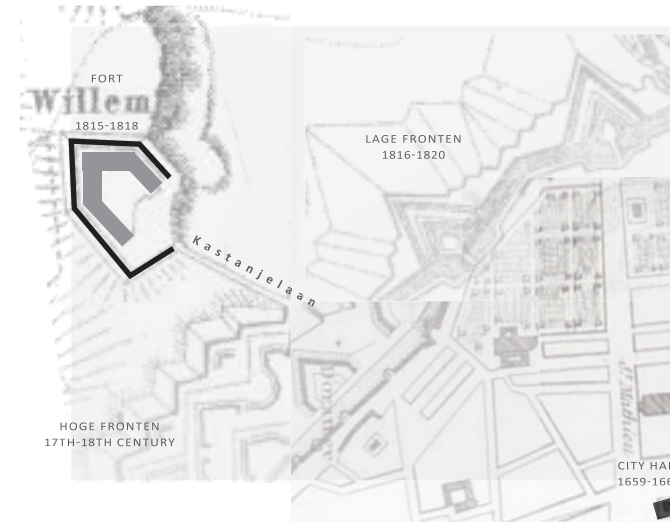 FORT
Willem
1815-1818
LAGE FRONTEN
1816-1820
Kastanjelaan
HOGE FRONTEN
17TH-18TH CENTURY
CITY HA
1659-166